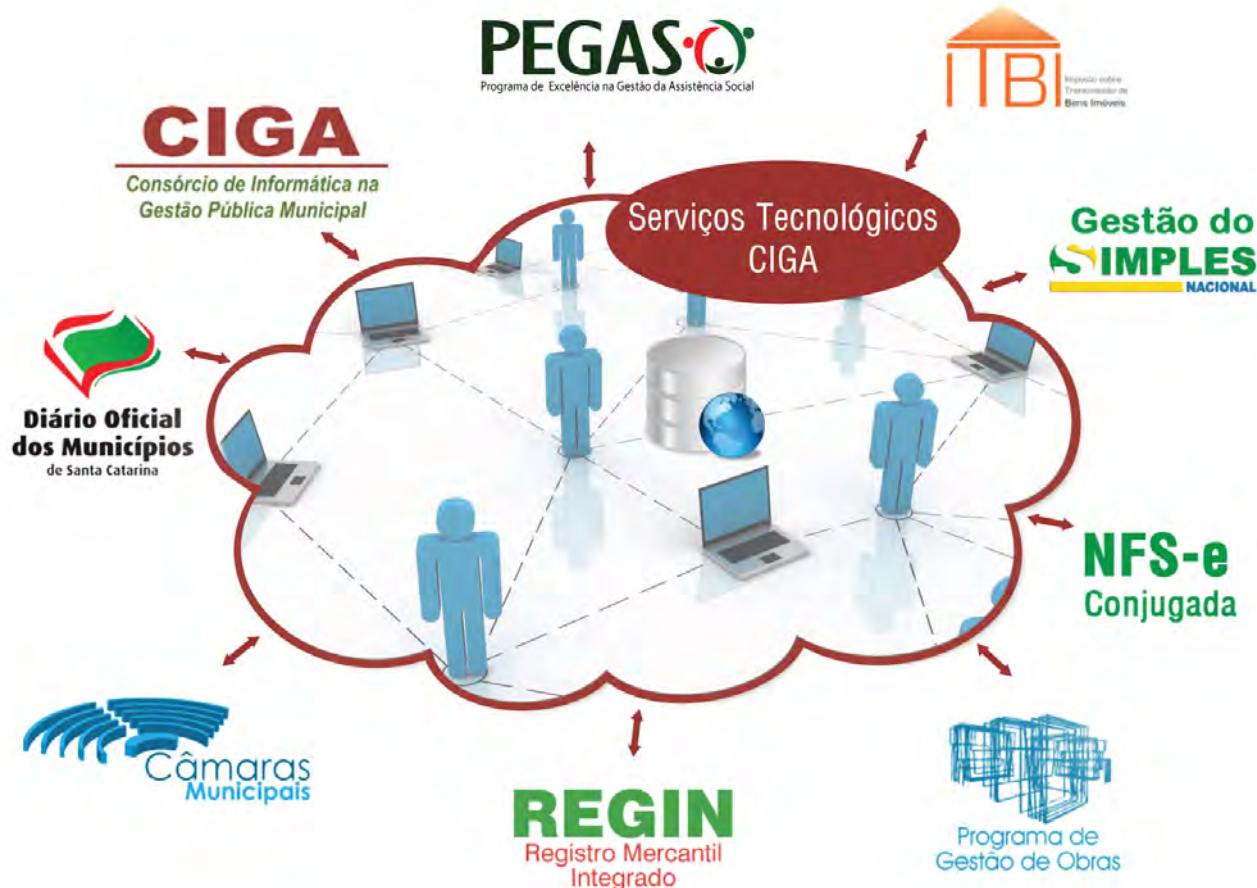 PEGASO
Programa de Excelência na Gestão da Assistência Social
ITBI
Imposto sobre
Transmissão de
Bens Imóveis
CIGA
Consórcio de Informática na
Gestão Pública Municipal
Serviços Tecnológicos
CIGA
Gestão do
SIMPLES
NACIONAL
Diário Oficial
dos Municípios
de Santa Catarina
NFS-e
Conjugada
Câmaras
Municipais
REGIN
Registro Mercantil
Integrado
Programa de
Gestão de Obras